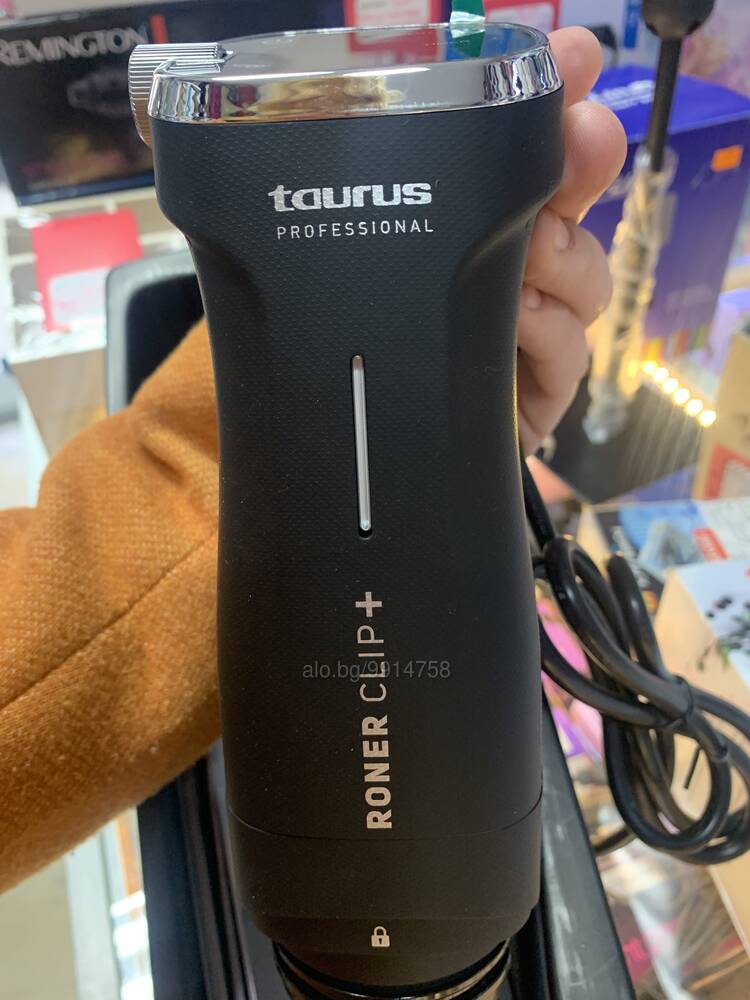 REMINGTON
taurus
PROFESSIONAL
RONER CLIP+
alo.bg/9914758